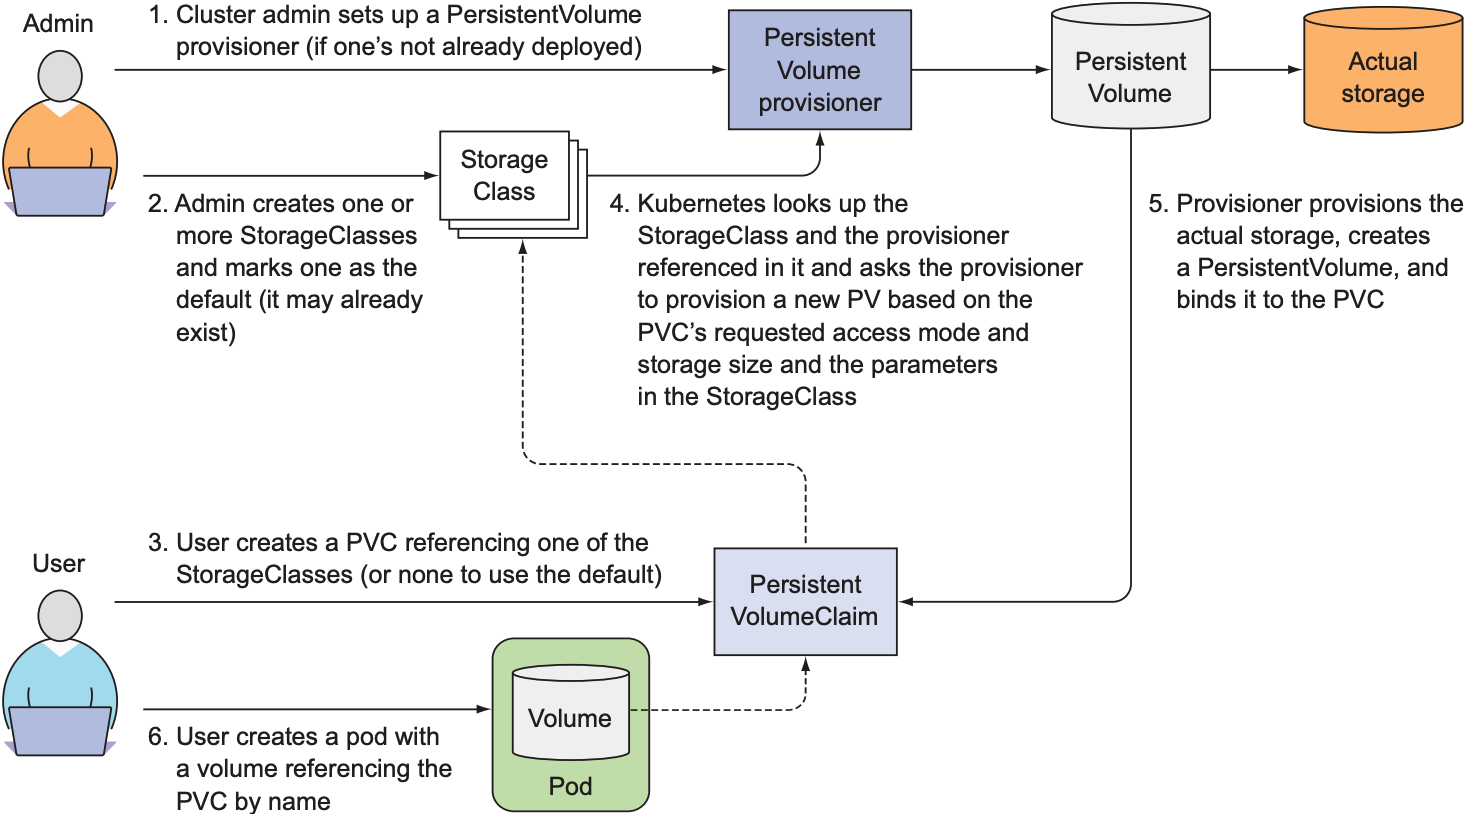 Admin
1. Cluster admin sets up a PersistentVolume
provisioner (if one’s not already deployed)
Persistent
Volume
provisioner
Persistent
Volume
Actual
storage
Storage
Class
2. Admin creates one or
more StorageClasses
and marks one as the
default (it may already
exist)
4. Kubernetes looks up the
StorageClass and the provisioner
referenced in it and asks the provisioner
to provision a new PV based on the
PVC’s requested access mode and
storage size and the parameters
in the StorageClass
5. Provisioner provisions the
actual storage, creates
a PersistentVolume, and
binds it to the PVC
User
3. User creates a PVC referencing one of the
StorageClasses (or none to use the default)
Persistent
VolumeClaim
Volume
Pod
6. User creates a pod with
a volume referencing the
PVC by name